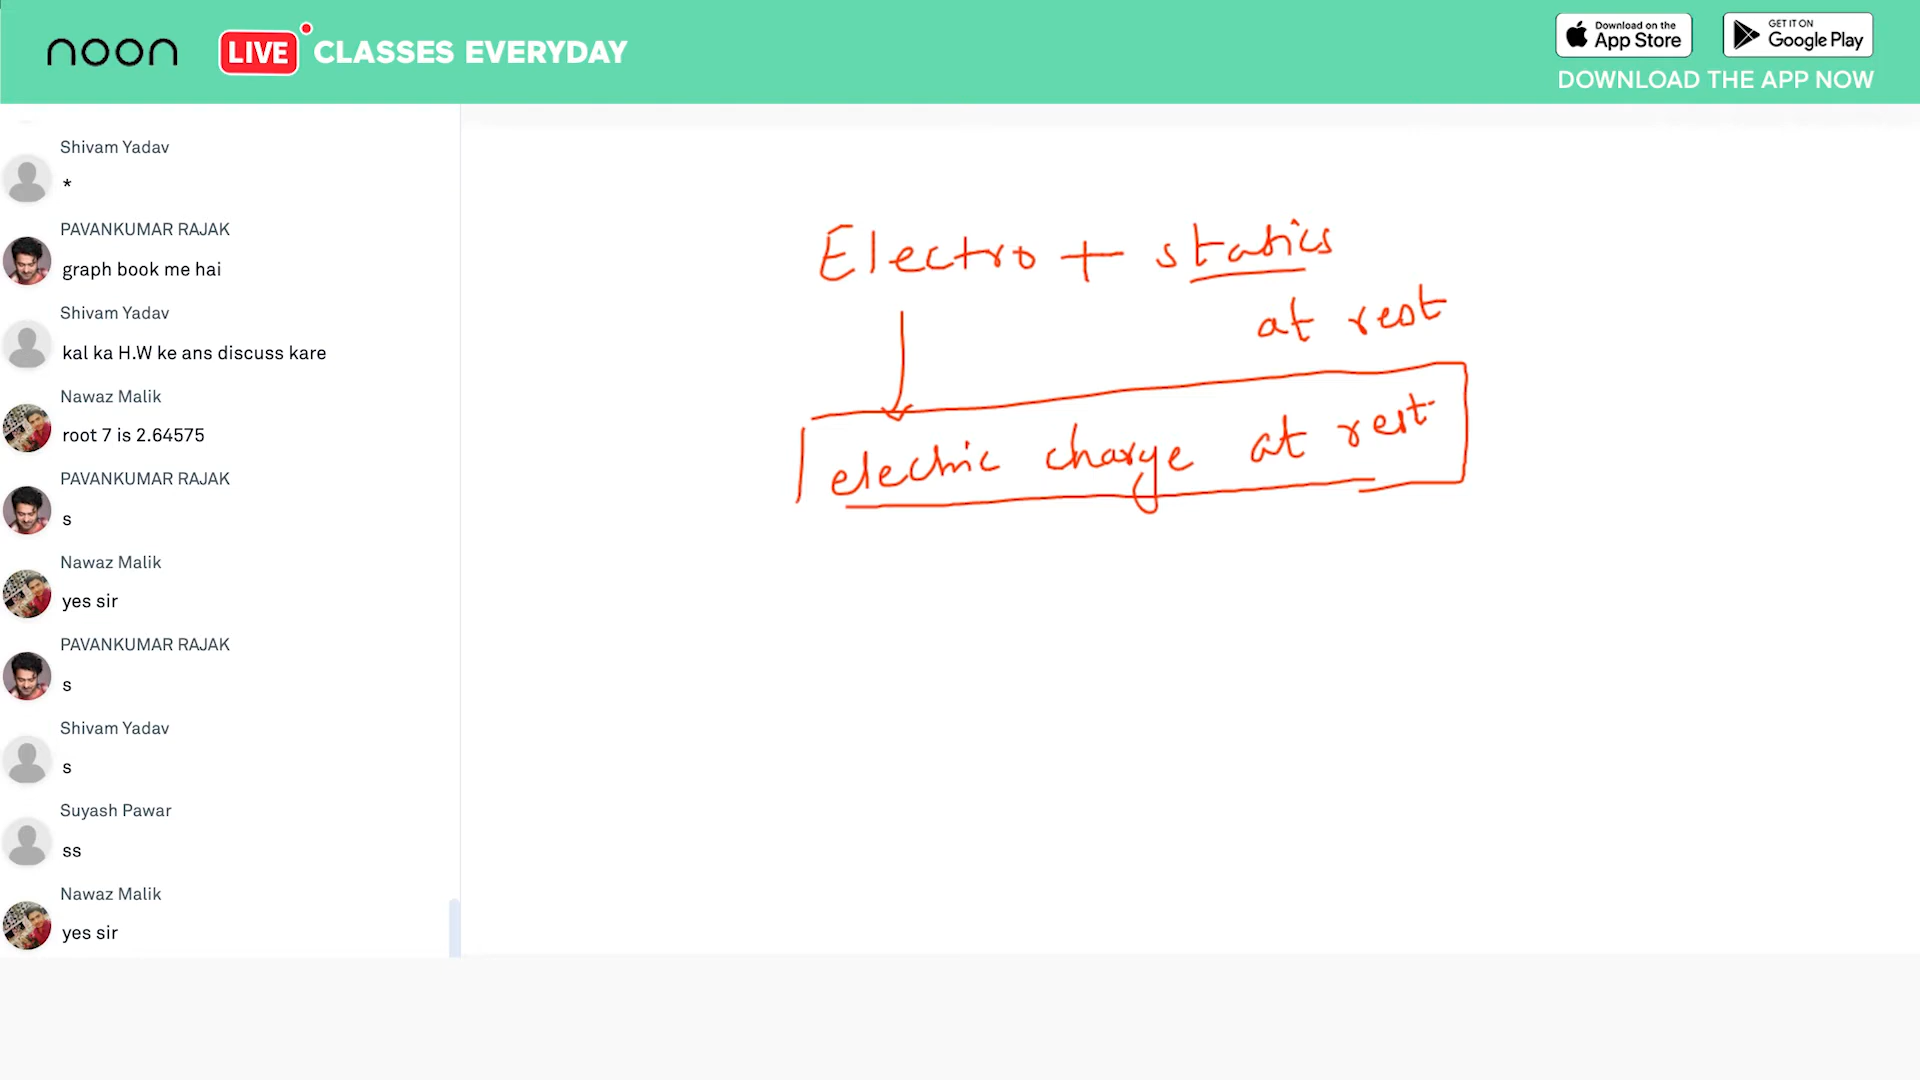 noon LIVE CLASSES EVERYDAY
Download on the App Store
GET IT ON Google Play
DOWNLOAD THE APP NOW
Shivam Yadav
*
PAVANKUMAR RAJAK
graph book me hai
Shivam Yadav
kal ka H.W ke ans discuss kare
Nawaz Malik
root 7 is 2.64575
PAVANKUMAR RAJAK
s
Nawaz Malik
yes sir
PAVANKUMAR RAJAK
s
Shivam Yadav
s
Suyash Pawar
ss
Nawaz Malik
yes sir
Electro + statics
at rest
electric charge at rest